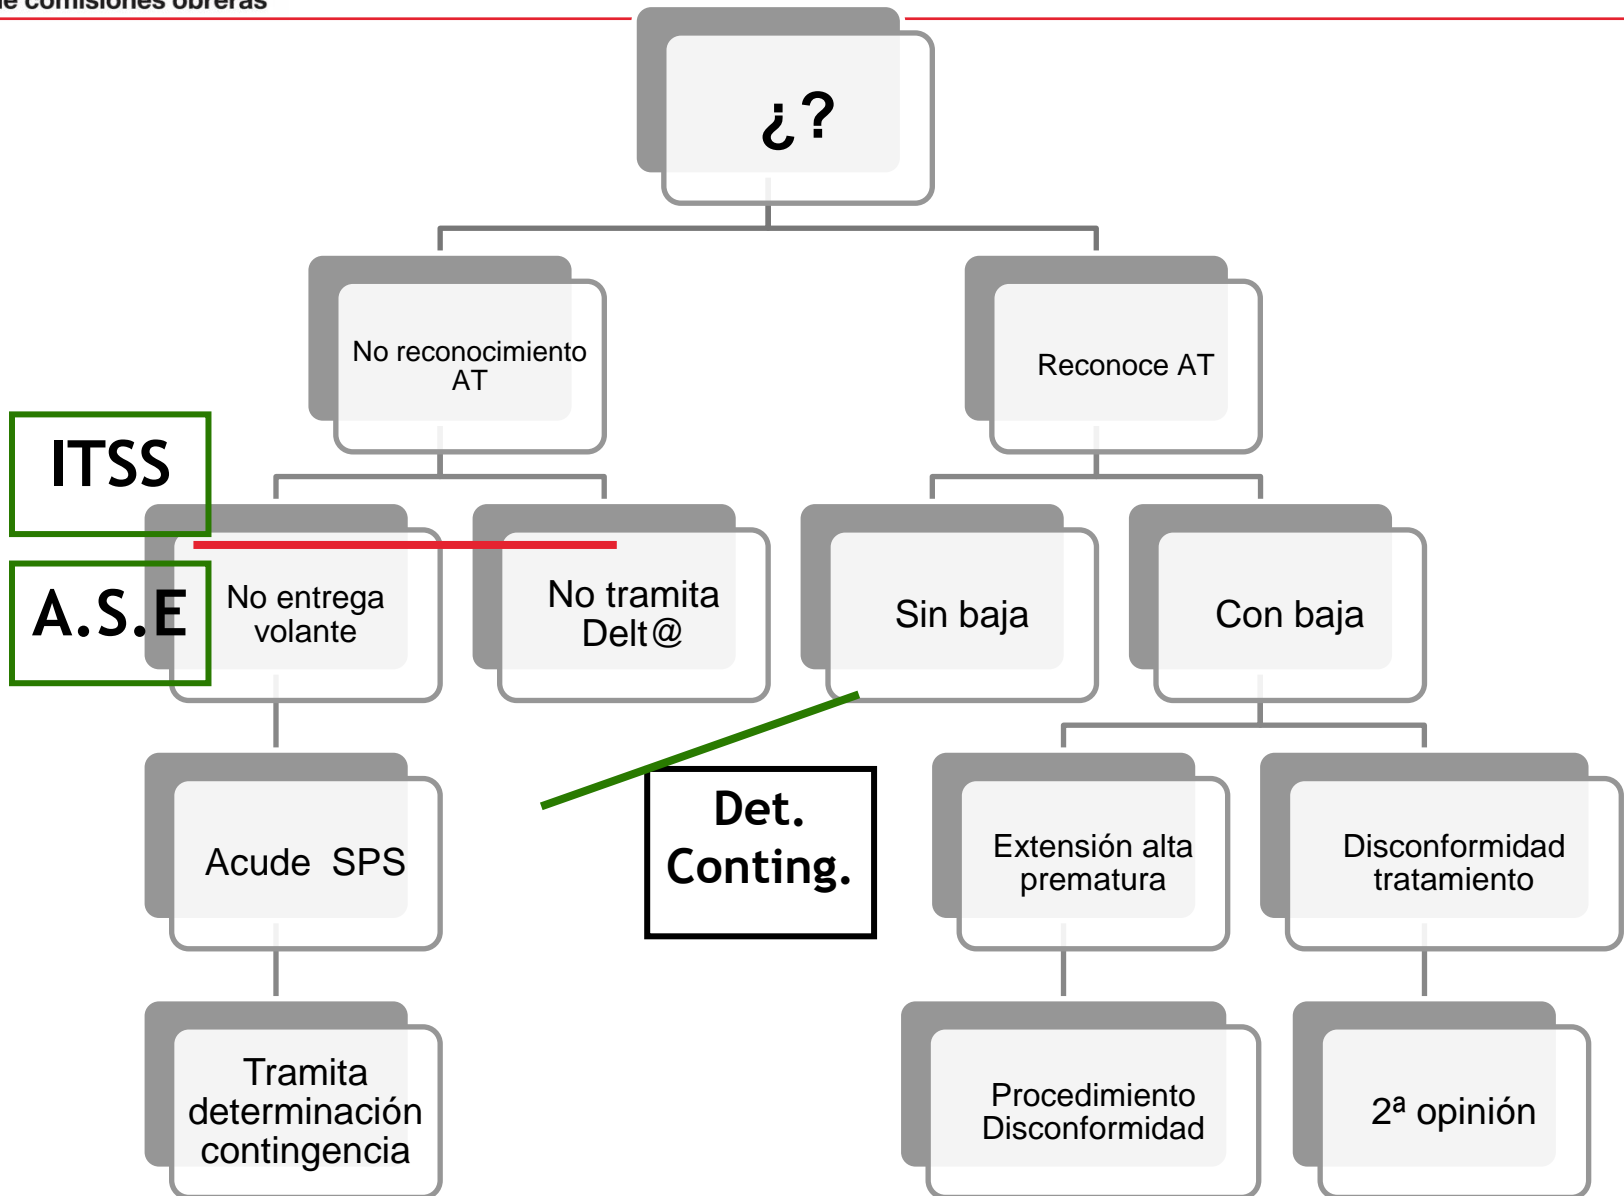 de comisiones obreras
¿?
No reconocimiento
AT
Reconoce AT
ITSS
A.S.E
No entrega
volante
No tramita
Delt@
Sin baja
Con baja
Acude SPS
Det.
Conting.
Extensión alta
prematura
Disconformidad
tratamiento
Tramita
determinación
contingencia
Procedimiento
Disconformidad
2ª opinión